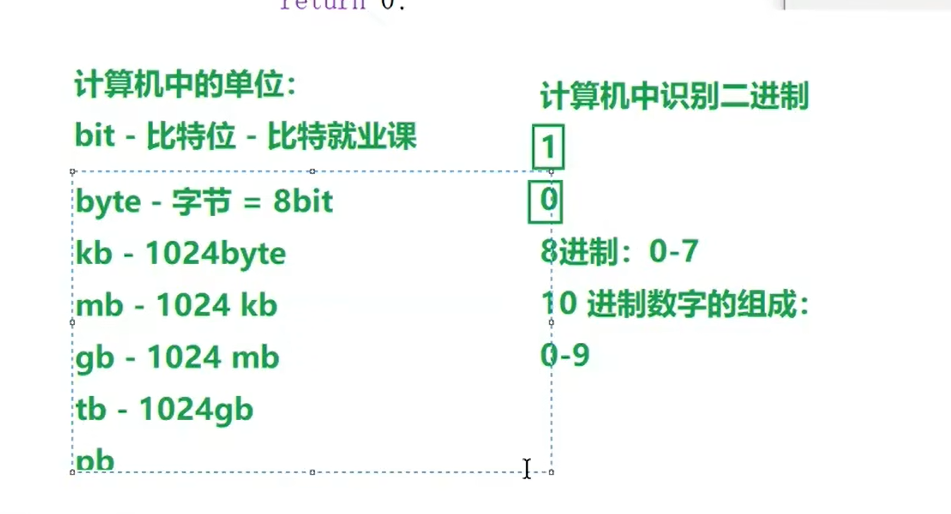 return 0.
计算机中的单位：
bit - 比特位 - 比特就业课
byte - 字节 = 8bit
kb - 1024byte
mb - 1024 kb
gb - 1024 mb
tb - 1024gb
pb
计算机中识别二进制
1
0
8进制：0-7
10 进制数字的组成：
0-9